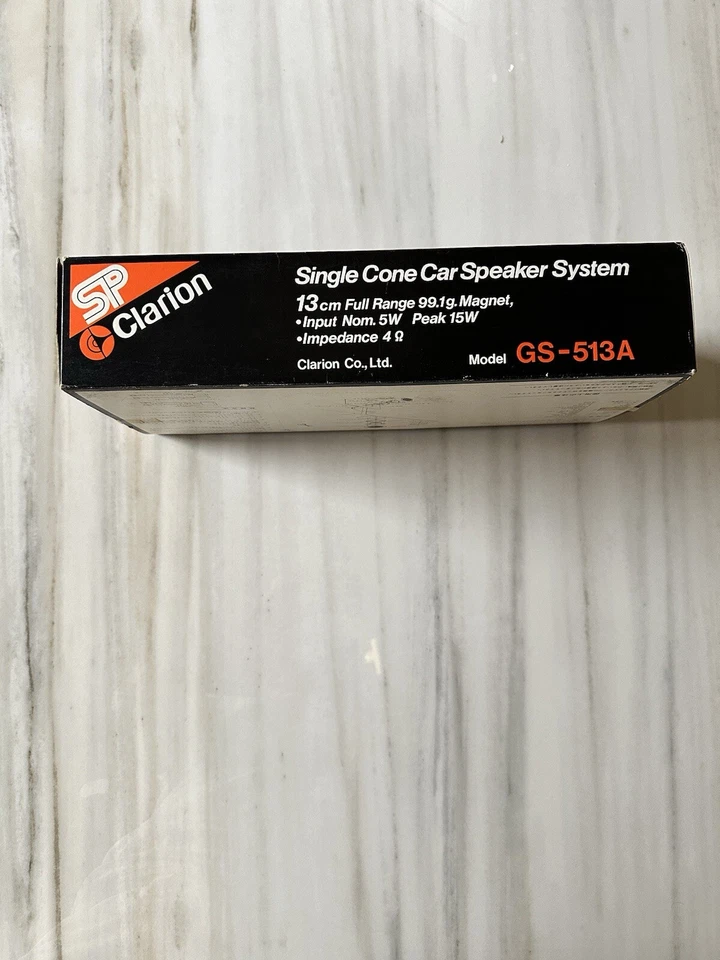 SP
Clarion
Single Cone Car Speaker System
13cm Full Range 99.1g. Magnet,
•Input Nom. 5W Peak 15W
•Impedance 4 Ω
Clarion Co., Ltd.
Model GS-513A